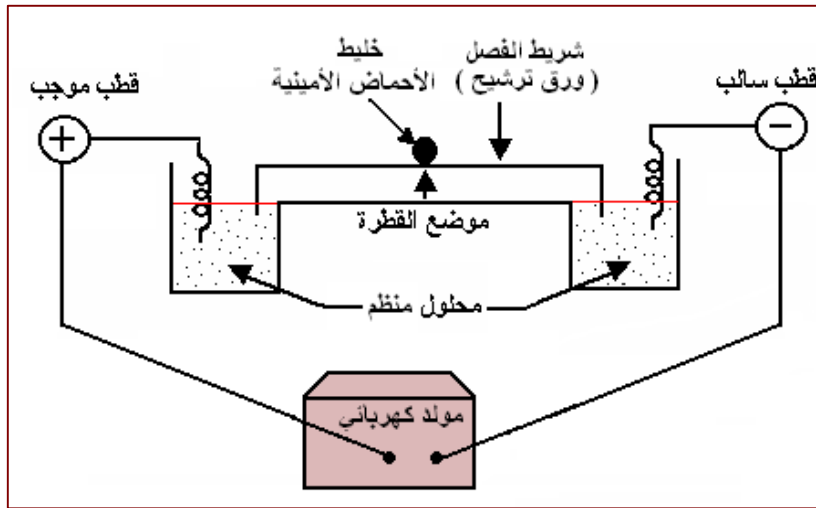 خليط
الأحماض الأمينية
شريط الفصل
( ورق ترشيح )
قطب سالب
قطب موجب
+
−
موضع القطرة
محلول منظم
مولد كهربائي